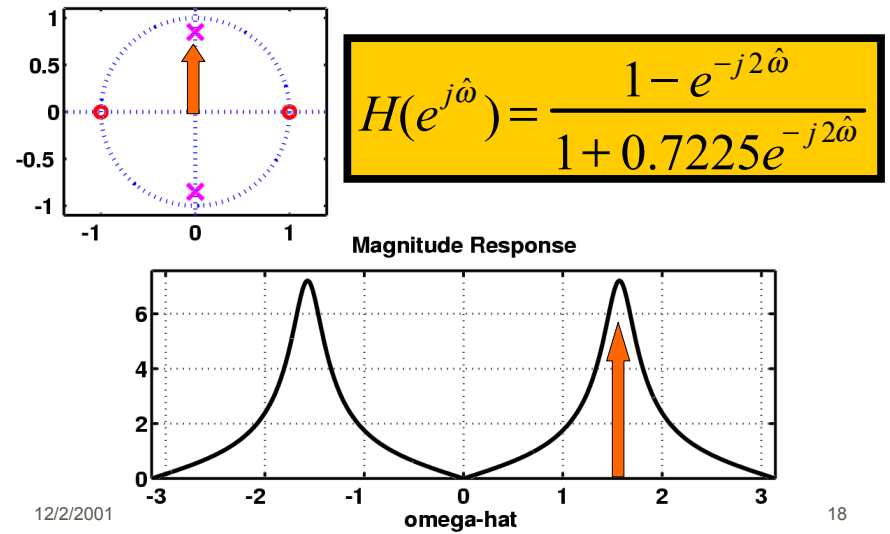 1
0.5
0
-0.5
-1
-1 0 1
H(e^{jω̂}) = \frac{1 - e^{-j2ω̂}}{1 + 0.7225e^{-j2ω̂}}
Magnitude Response
6
4
2
0
-3 -2 -1 0 1 2 3
omega-hat
12/2/2001
18